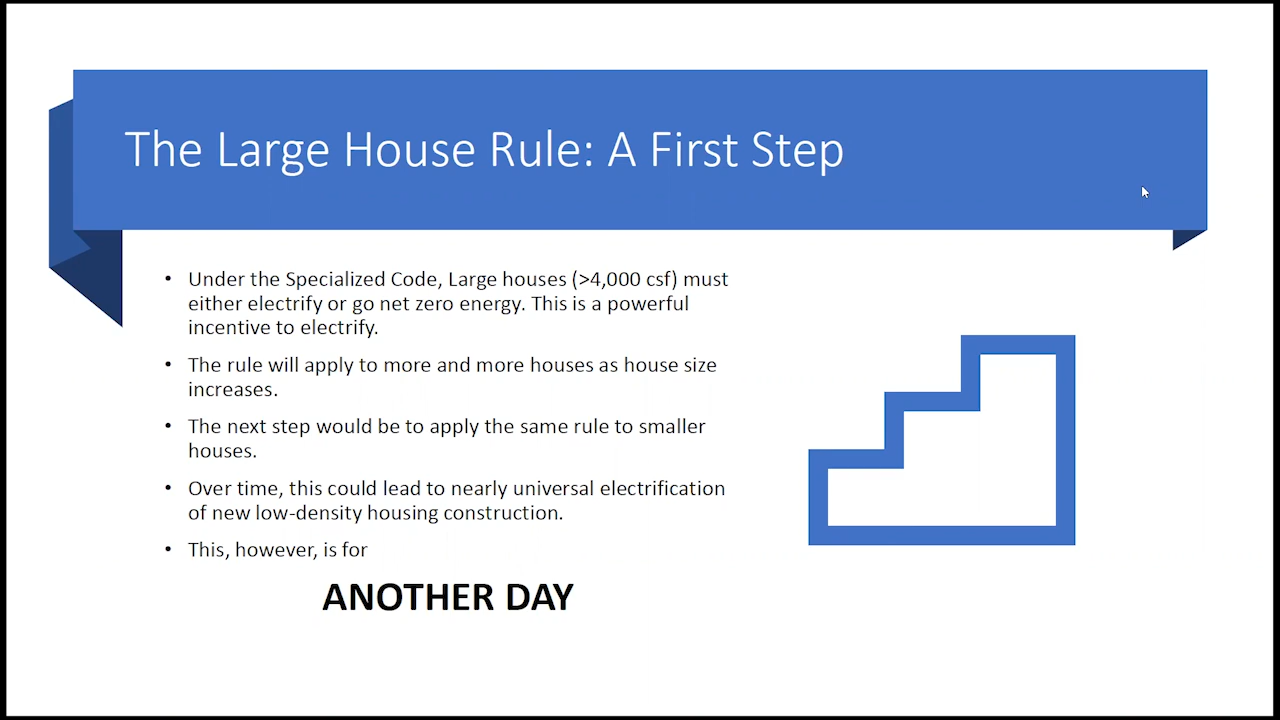 The Large House Rule: A First Step
• Under the Specialized Code, Large houses (>4,000 csf) must
either electrify or go net zero energy. This is a powerful
incentive to electrify.
• The rule will apply to more and more houses as house size
increases.
• The next step would be to apply the same rule to smaller
houses.
• Over time, this could lead to nearly universal electrification
of new low-density housing construction.
• This, however, is for
ANOTHER DAY